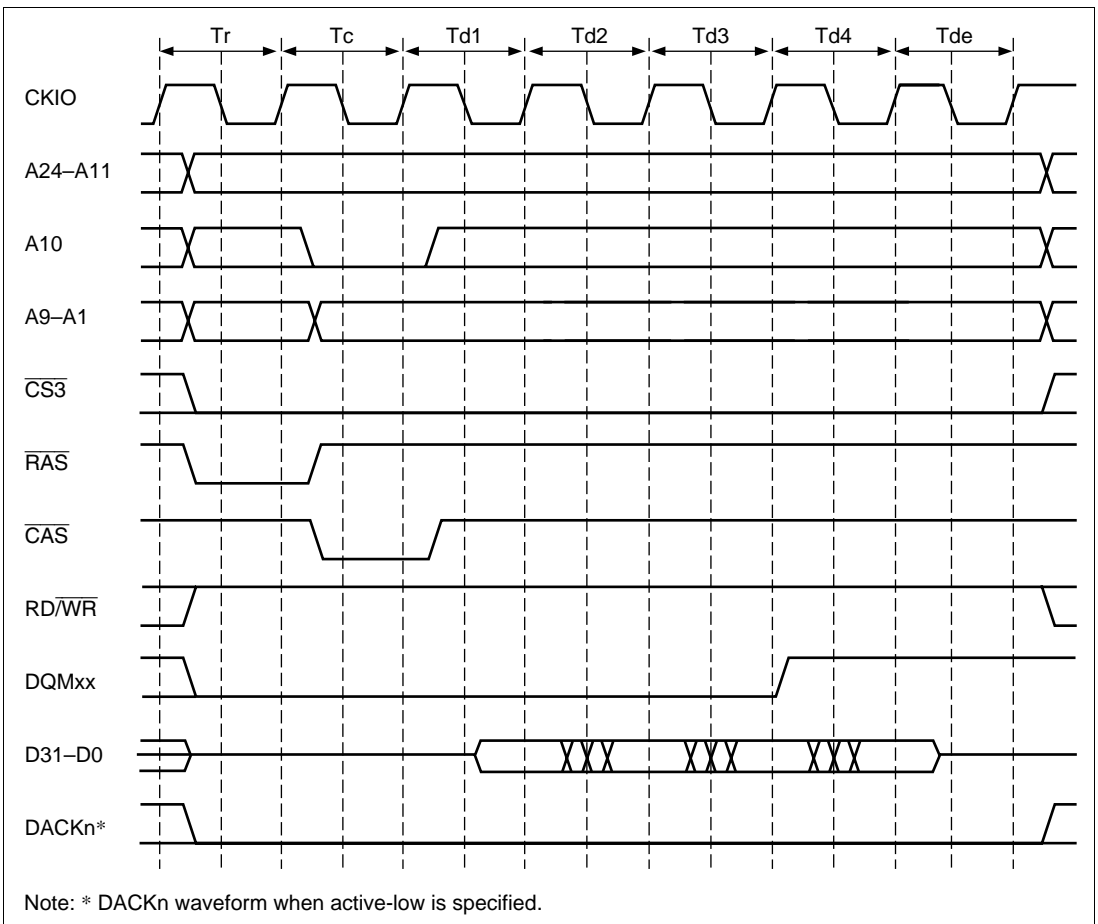 Tr Tc Td1 Td2 Td3 Td4 Tde
CKIO
A24–A11
A10
A9–A1
CS3
RAS
CAS
RD/WR
DQMxx
D31–D0
DACKn*
Note: * DACKn waveform when active-low is specified.